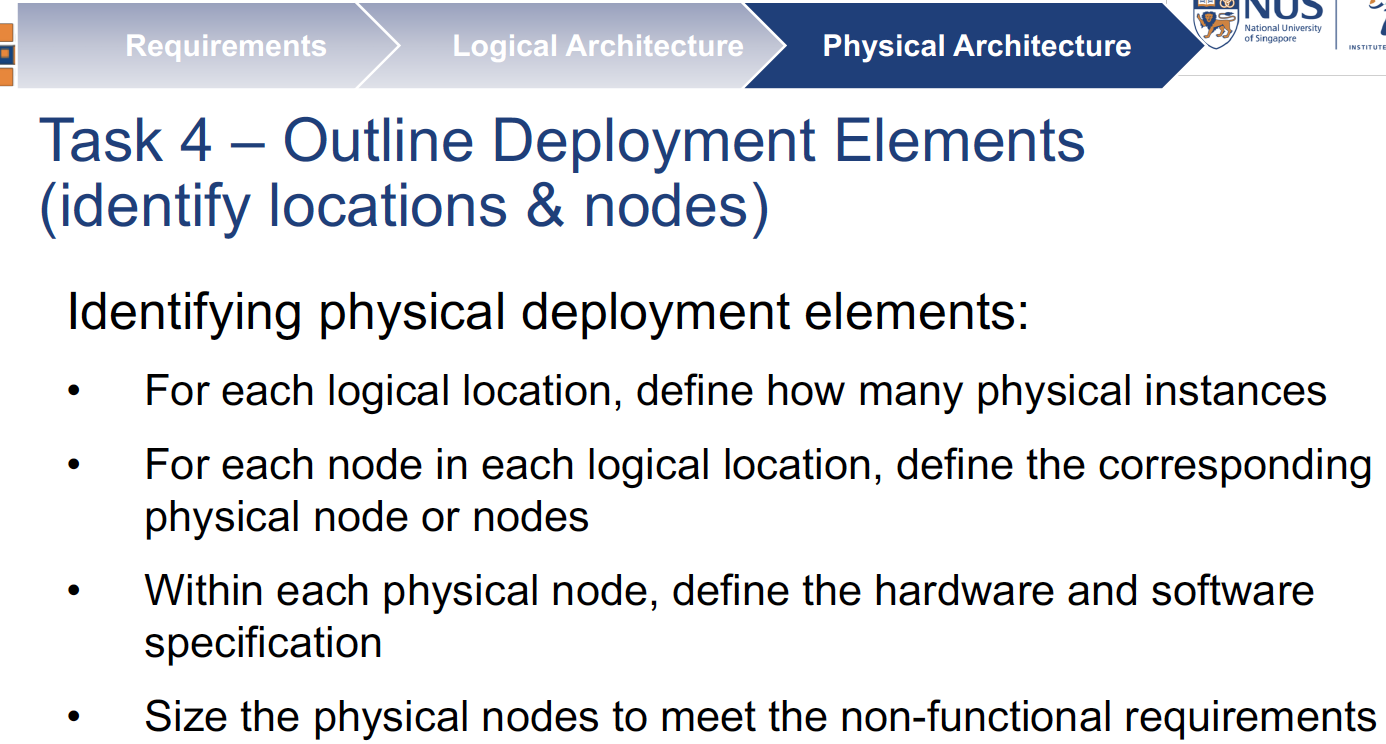 Requirements
Logical Architecture
Physical Architecture
NUS
National University
of Singapore
Task 4 – Outline Deployment Elements
(identify locations & nodes)
Identifying physical deployment elements:
• For each logical location, define how many physical instances
• For each node in each logical location, define the corresponding
physical node or nodes
• Within each physical node, define the hardware and software
specification
• Size the physical nodes to meet the non-functional requirements